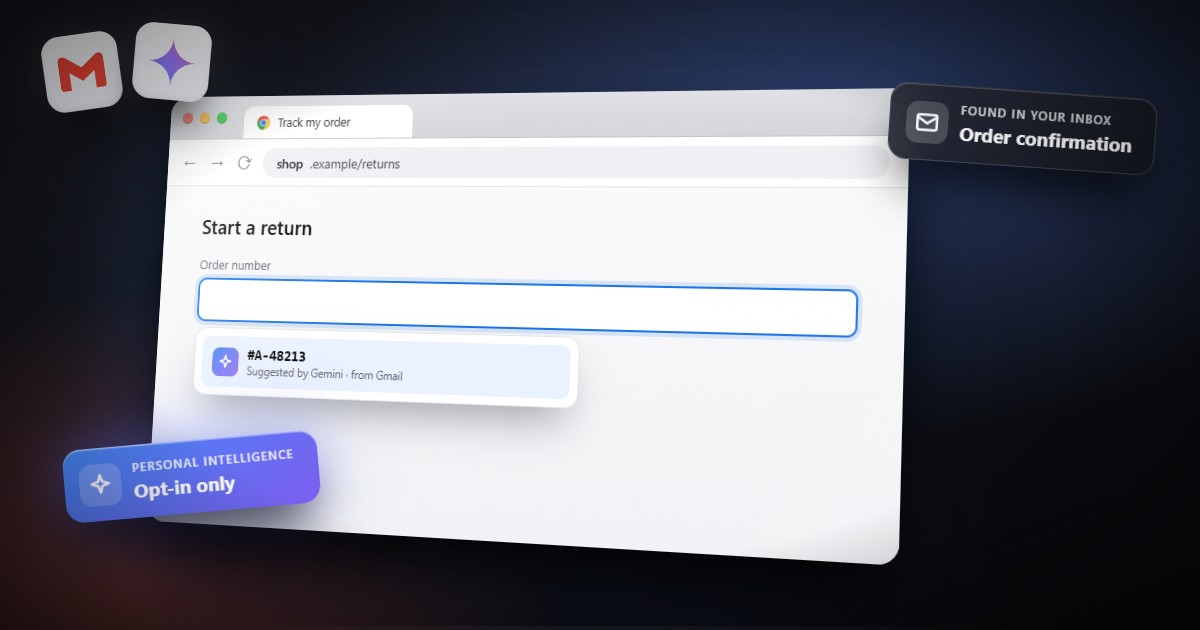 Track my order
FOUND IN YOUR INBOX
Order confirmation
shop .example/returns
Start a return
Order number
#A-48213
Suggested by Gemini · from Gmail
PERSONAL INTELLIGENCE
Opt-in only